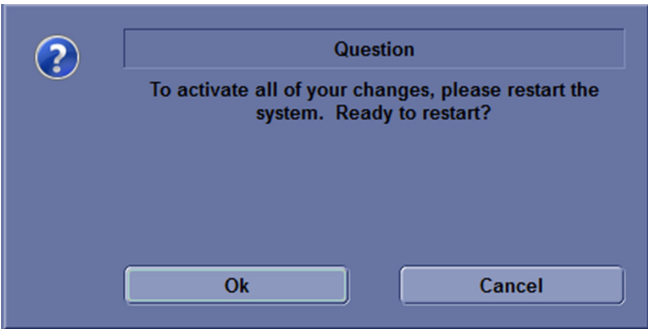 Question
To activate all of your changes, please restart the
system.  Ready to restart?
Ok
Cancel